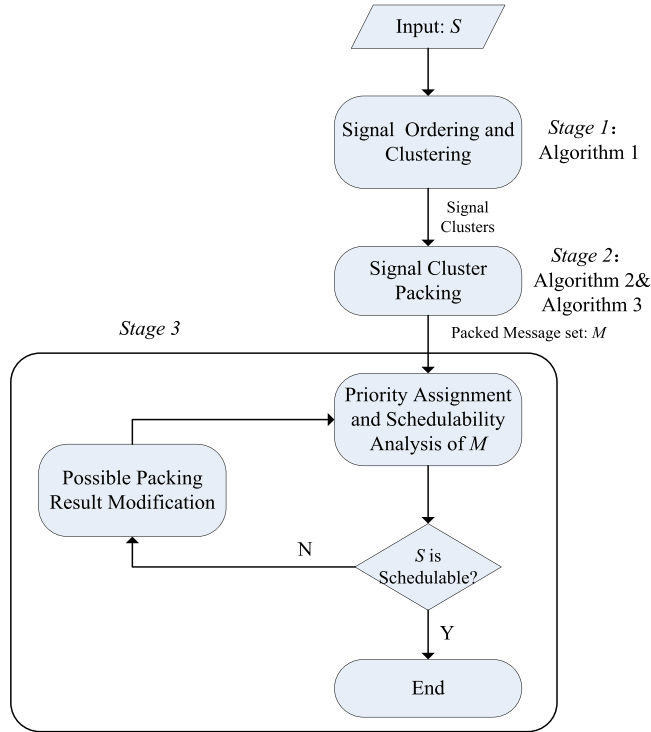 Input: S
Signal Ordering and
Clustering
Stage 1：
Algorithm 1
Signal
Clusters
Signal Cluster
Packing
Stage 2：
Algorithm 2&
Algorithm 3
Packed Message set: M
Stage 3
Priority Assignment
and Schedulability
Analysis of M
Possible Packing
Result Modification
N
S is
Schedulable?
Y
End